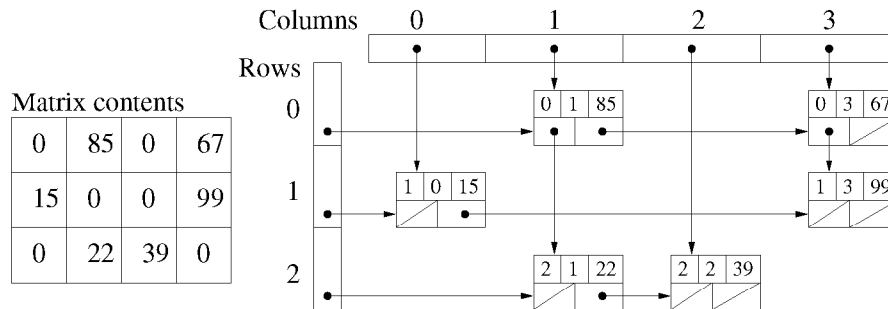 Columns 0 1 2 3
Rows
Matrix contents
0 85 0 67
15 0 0 99
0 22 39 0
0
0 1 85
0 3 67
1
1 0 15
1 3 99
2
2 1 22
2 2 39